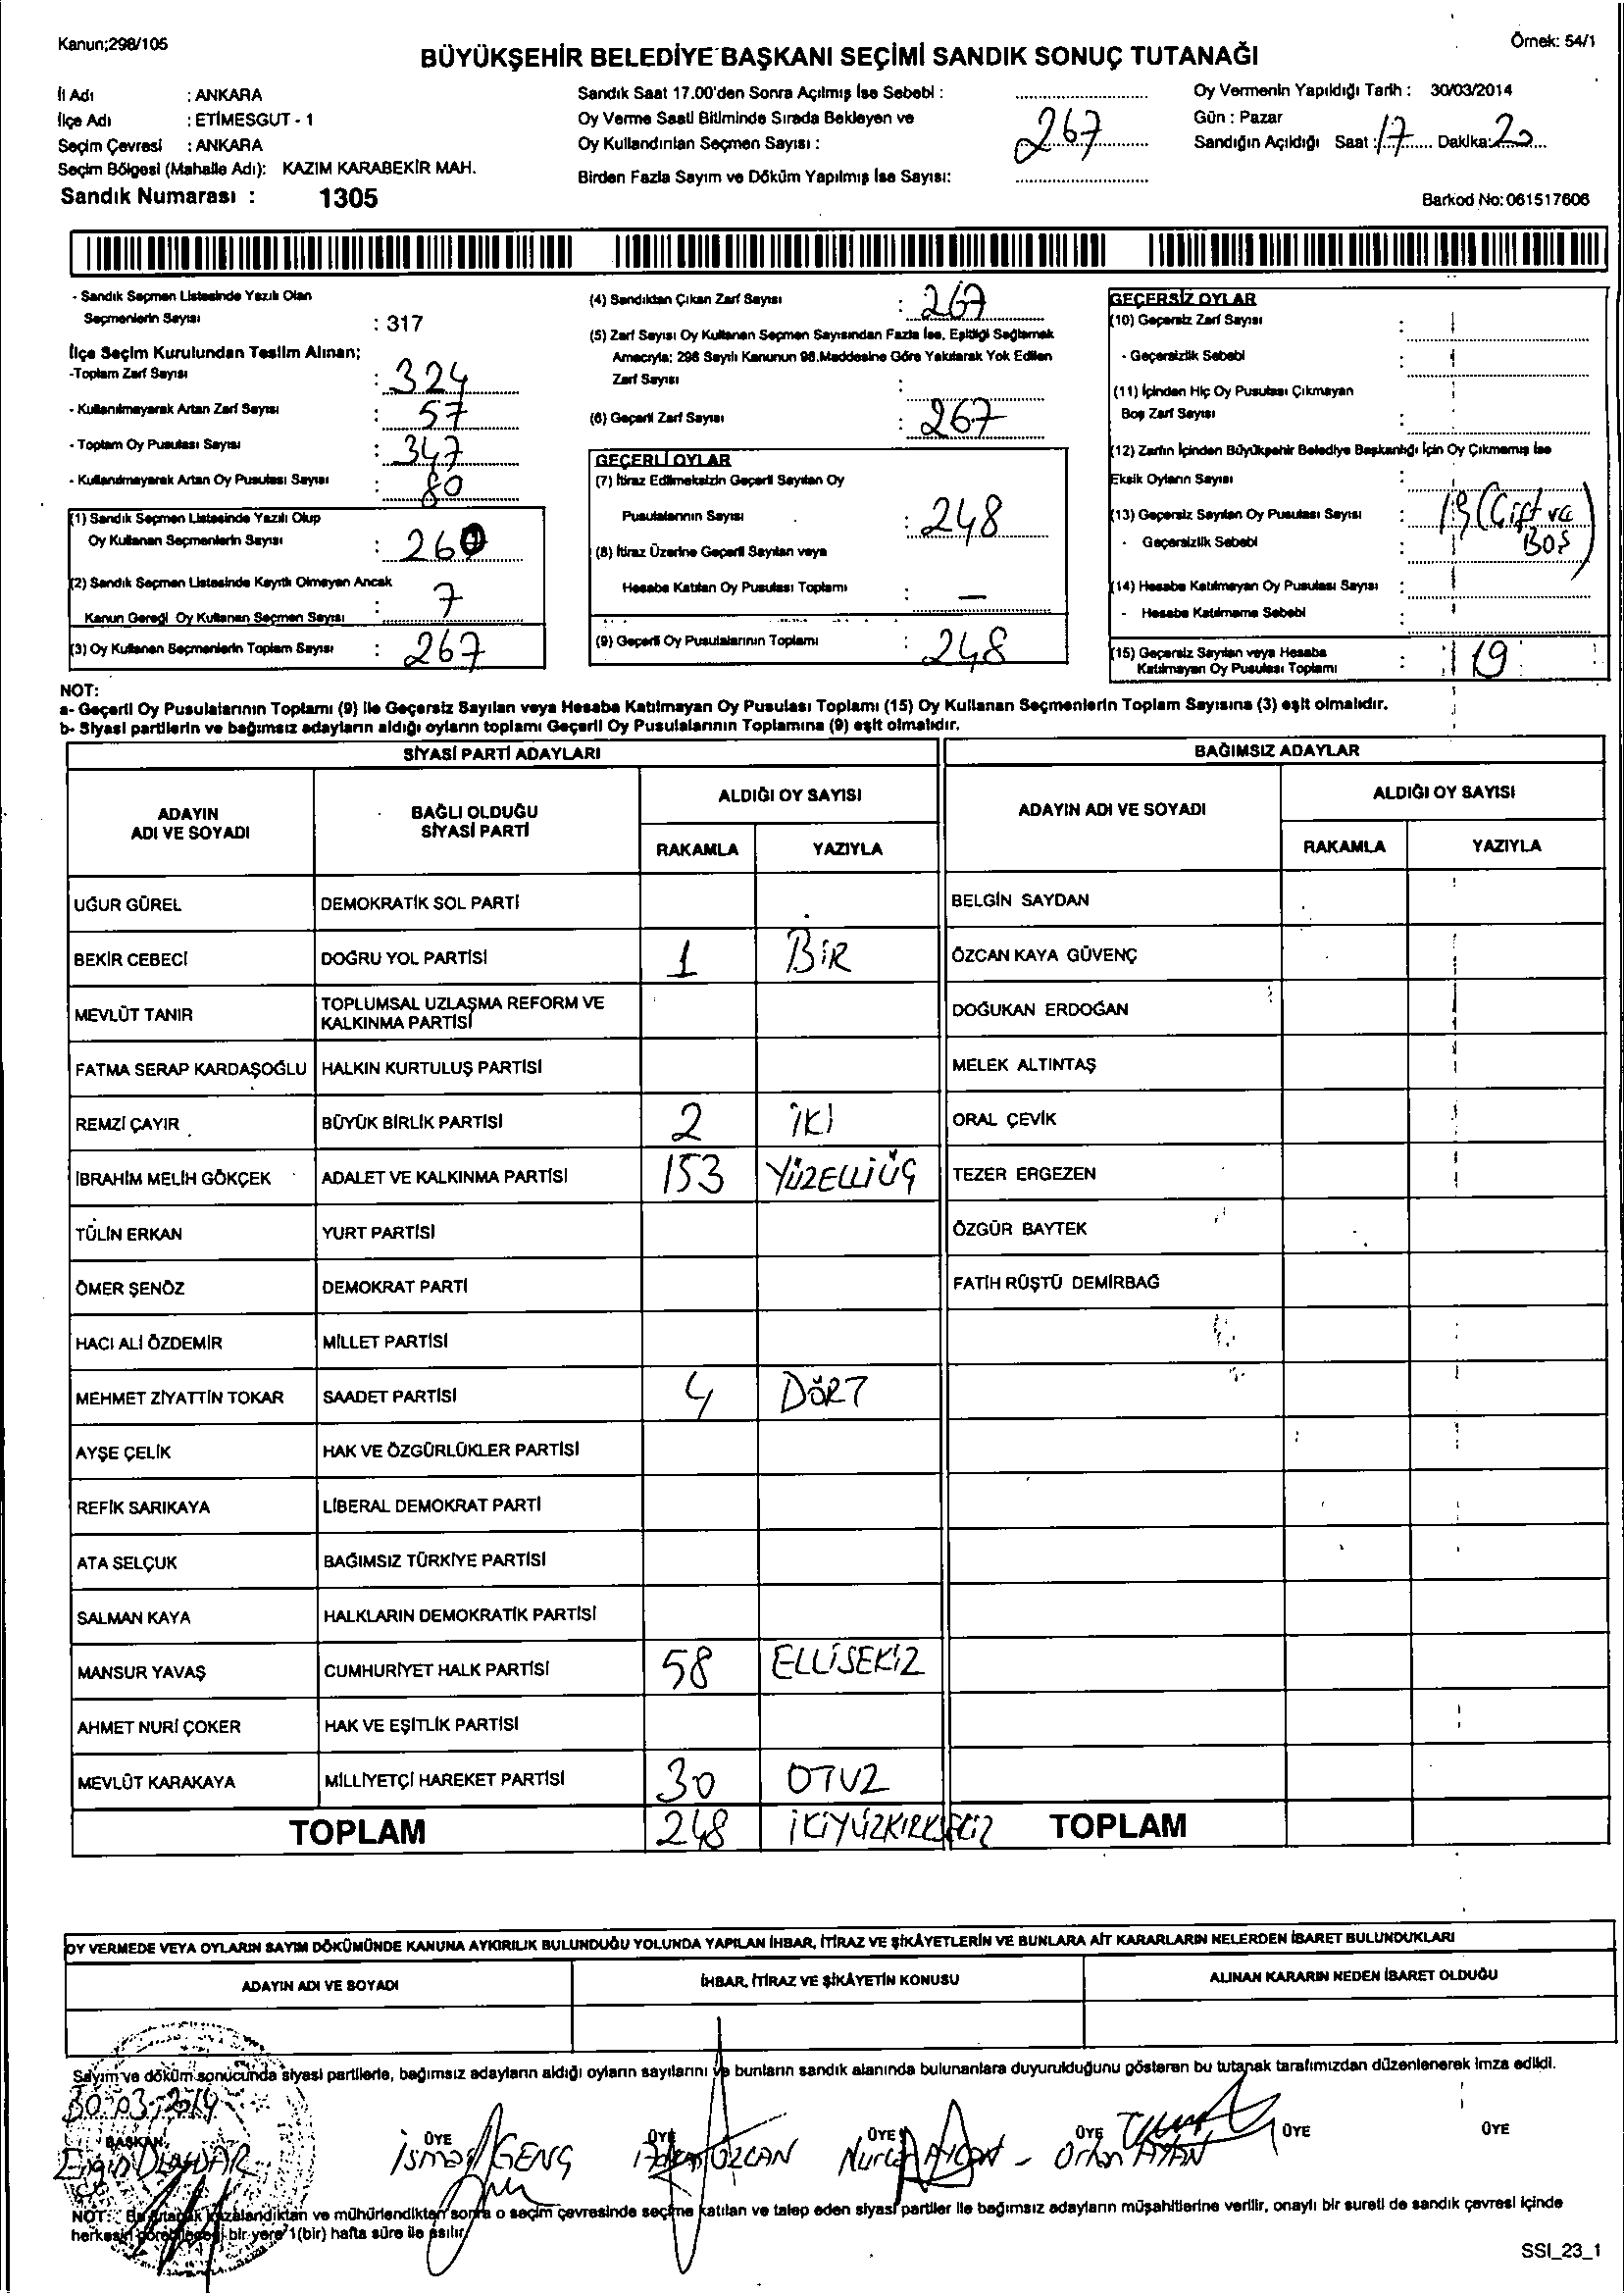 Kanun;298/105
Örnek: 54/1
BÜYÜKŞEHİR BELEDİYE BAŞKANI SEÇİMİ SANDIK SONUÇ TUTANAĞI
İl Adı : ANKARA
İlçe Adı : ETİMESGUT - 1
Seçim Çevresi : ANKARA
Seçim Bölgesi (Mahalle Adı): KAZIM KARABEKİR MAH.
Sandık Numarası : 1305
Sandık Saat 17.00'den Sonra Açılmış İse Sebebi :
Oy Verme Saati Bitiminde Sırada Bekleyen ve
Oy Kullandırılan Seçmen Sayısı : 267
Birden Fazla Sayım ve Döküm Yapılmış İse Sayısı:
Oy Vermenin Yapıldığı Tarih : 30/03/2014
Gün : Pazar
Sandığın Açıldığı Saat : 17 Dakika: 20
Barkod No: 061517606
- Sandık Seçmen Listesinde Yazılı Olan
Seçmenlerin Sayısı : 317
İlçe Seçim Kurulundan Teslim Alınan;
-Toplam Zarf Sayısı : 324
- Kullanılmayarak Artan Zarf Sayısı : 57
- Toplam Oy Pusulası Sayısı : 347
- Kullanılmayarak Artan Oy Pusulası Sayısı : 80
(1) Sandık Seçmen Listesinde Yazılı Olup
Oy Kullanan Seçmenlerin Sayısı : 260
(2) Sandık Seçmen Listesinde Kayıtlı Olmayan Ancak
Kanun Gereği Oy Kullanan Seçmen Sayısı : 7
(3) Oy Kullanan Seçmenlerin Toplam Sayısı : 267
(4) Sandıktan Çıkan Zarf Sayısı : 267
(5) Zarf Sayısı Oy Kullanan Seçmen Sayısından Fazla İse, Eşitliği Sağlamak
Amacıyla; 298 Sayılı Kanunun 98.Maddesine Göre Yakılarak Yok Edilen
Zarf Sayısı :
(6) Geçerli Zarf Sayısı : 267
GEÇERLİ OYLAR
(7) İtiraz Edilmeksizin Geçerli Sayılan Oy
Pusulalarının Sayısı : 248
(8) İtiraz Üzerine Geçerli Sayılan veya
Hesaba Katılan Oy Pusulası Toplamı : —
(9) Geçerli Oy Pusulalarının Toplamı : 248
GEÇERSİZ OYLAR
(10) Geçersiz Zarf Sayısı :
- Geçersizlik Sebebi :
(11) İçinden Hiç Oy Pusulası Çıkmayan
Boş Zarf Sayısı :
(12) Zarfın İçinden Büyükşehir Belediye Başkanlığı İçin Oy Çıkmamış İse
Eksik Oyların Sayısı :
(13) Geçersiz Sayılan Oy Pusulası Sayısı : 19 (Çift ve
- Geçersizlik Sebebi : BOŞ)
(14) Hesaba Katılmayan Oy Pusulası Sayısı :
- Hesaba Katılmama Sebebi :
(15) Geçersiz Sayılan veya Hesaba
Katılmayan Oy Pusulası Toplamı : 19
NOT:
a- Geçerli Oy Pusulalarının Toplamı (9) ile Geçersiz Sayılan veya Hesaba Katılmayan Oy Pusulası Toplamı (15) Oy Kullanan Seçmenlerin Toplam Sayısına (3) eşit olmalıdır.
b- Siyasi partilerin ve bağımsız adayların aldığı oyların toplamı Geçerli Oy Pusulalarının Toplamına (9) eşit olmalıdır.
SİYASİ PARTİ ADAYLARI
BAĞIMSIZ ADAYLAR
ADAYIN
ADI VE SOYADI
BAĞLI OLDUĞU
SİYASİ PARTİ
ALDIĞI OY SAYISI
RAKAMLA YAZIYLA
ADAYIN ADI VE SOYADI
ALDIĞI OY SAYISI
RAKAMLA YAZIYLA
UĞUR GÜREL DEMOKRATİK SOL PARTİ BELGİN SAYDAN
BEKİR CEBECİ DOĞRU YOL PARTİSİ 1 BİR ÖZCAN KAYA GÜVENÇ
MEVLÜT TANIR TOPLUMSAL UZLAŞMA REFORM VE
KALKINMA PARTİSİ DOĞUKAN ERDOĞAN
FATMA SERAP KARDAŞOĞLU HALKIN KURTULUŞ PARTİSİ MELEK ALTINTAŞ
REMZİ ÇAYIR BÜYÜK BİRLİK PARTİSİ 2 İKİ ORAL ÇEVİK
İBRAHİM MELİH GÖKÇEK ADALET VE KALKINMA PARTİSİ 153 YÜZELLİÜÇ TEZER ERGEZEN
TÜLİN ERKAN YURT PARTİSİ ÖZGÜR BAYTEK
ÖMER ŞENÖZ DEMOKRAT PARTİ FATİH RÜŞTÜ DEMİRBAĞ
HACI ALİ ÖZDEMİR MİLLET PARTİSİ
MEHMET ZİYATTİN TOKAR SAADET PARTİSİ 4 DÖRT
AYŞE ÇELİK HAK VE ÖZGÜRLÜKLER PARTİSİ
REFİK SARIKAYA LİBERAL DEMOKRAT PARTİ
ATA SELÇUK BAĞIMSIZ TÜRKİYE PARTİSİ
SALMAN KAYA HALKLARIN DEMOKRATİK PARTİSİ
MANSUR YAVAŞ CUMHURİYET HALK PARTİSİ 58 ELLİSEKİZ
AHMET NURİ ÇOKER HAK VE EŞİTLİK PARTİSİ
MEVLÜT KARAKAYA MİLLİYETÇİ HAREKET PARTİSİ 30 OTUZ
TOPLAM 248 İKİYÜZKIRKSEKİZ TOPLAM
OY VERMEDE VEYA OYLARIN SAYIM DÖKÜMÜNDE KANUNA AYKIRILIK BULUNDUĞU YOLUNDA YAPILAN İHBAR, İTİRAZ VE ŞİKÂYETLERİN VE BUNLARA AİT KARARLARIN NELERDEN İBARET BULUNDUKLARI
ADAYIN ADI VE SOYADI İHBAR, İTİRAZ VE ŞİKÂYETİN KONUSU ALINAN KARARIN NEDEN İBARET OLDUĞU
Sayım ve döküm sonucunda siyasi partilerle, bağımsız adayların aldığı oyların sayılarını ve bunların sandık alanında bulunanlara duyurulduğunu gösteren bu tutanak tarafımızdan düzenlenerek imza edildi.
30.03.2014
BAŞKAN ÜYE ÜYE ÜYE ÜYE ÜYE ÜYE
Engin İsmail GENÇ ÖZCAN Orhan
NOT: Bu tutanak imzalandıktan ve mühürlendikten sonra o seçim çevresinde seçime katılan ve talep eden siyasi partiler ile bağımsız adayların müşahitlerine verilir, onaylı bir sureti de sandık çevresi içinde
herkesin görebileceği bir yere 1(bir) hafta süre ile asılır.
SSI_23_1